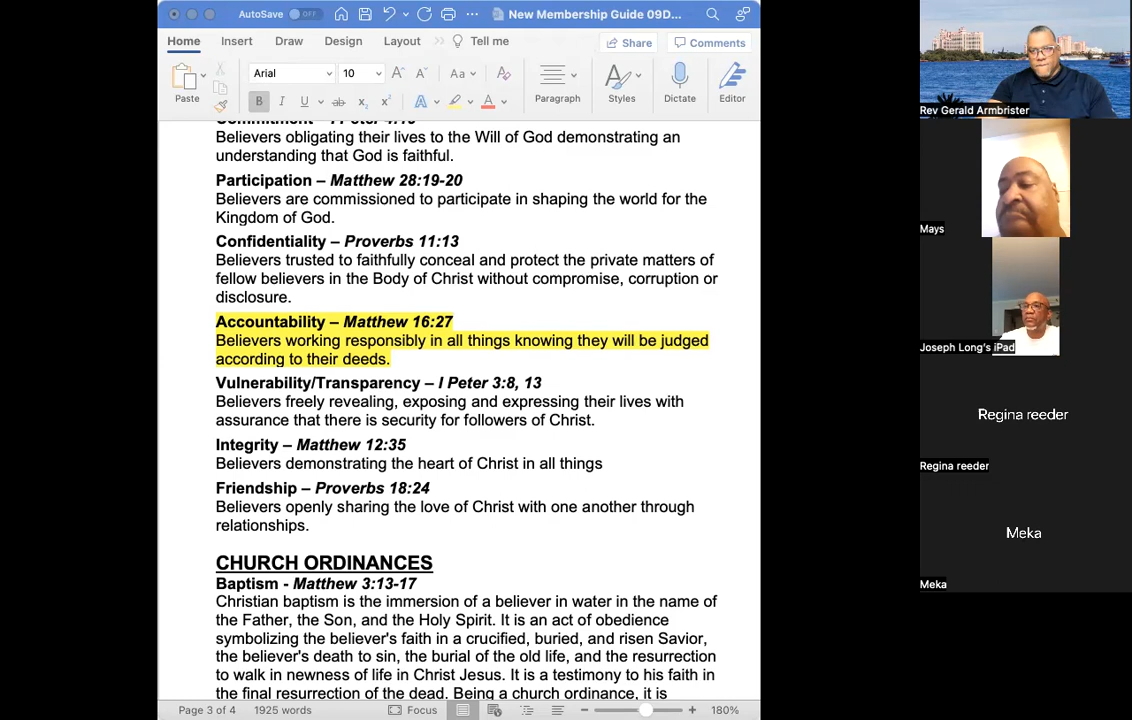 AutoSave OFF New Membership Guide 09D...
Home Insert Draw Design Layout Tell me Share Comments
Paste Arial 10 Aa Paragraph Styles Dictate Editor
B I U ab x₂ x² A A
Believers obligating their lives to the Will of God demonstrating an
understanding that God is faithful.
Participation – Matthew 28:19-20
Believers are commissioned to participate in shaping the world for the
Kingdom of God.
Confidentiality – Proverbs 11:13
Believers trusted to faithfully conceal and protect the private matters of
fellow believers in the Body of Christ without compromise, corruption or
disclosure.
Accountability – Matthew 16:27
Believers working responsibly in all things knowing they will be judged
according to their deeds.
Vulnerability/Transparency – I Peter 3:8, 13
Believers freely revealing, exposing and expressing their lives with
assurance that there is security for followers of Christ.
Integrity – Matthew 12:35
Believers demonstrating the heart of Christ in all things
Friendship – Proverbs 18:24
Believers openly sharing the love of Christ with one another through
relationships.
CHURCH ORDINANCES
Baptism - Matthew 3:13-17
Christian baptism is the immersion of a believer in water in the name of
the Father, the Son, and the Holy Spirit. It is an act of obedience
symbolizing the believer's faith in a crucified, buried, and risen Savior,
the believer's death to sin, the burial of the old life, and the resurrection
to walk in newness of life in Christ Jesus. It is a testimony to his faith in
the final resurrection of the dead. Being a church ordinance, it is
Page 3 of 4 1925 words Focus 180%
Rev Gerald Armbrister
Mays
Joseph Long's iPad
Regina reeder
Regina reeder
Meka
Meka